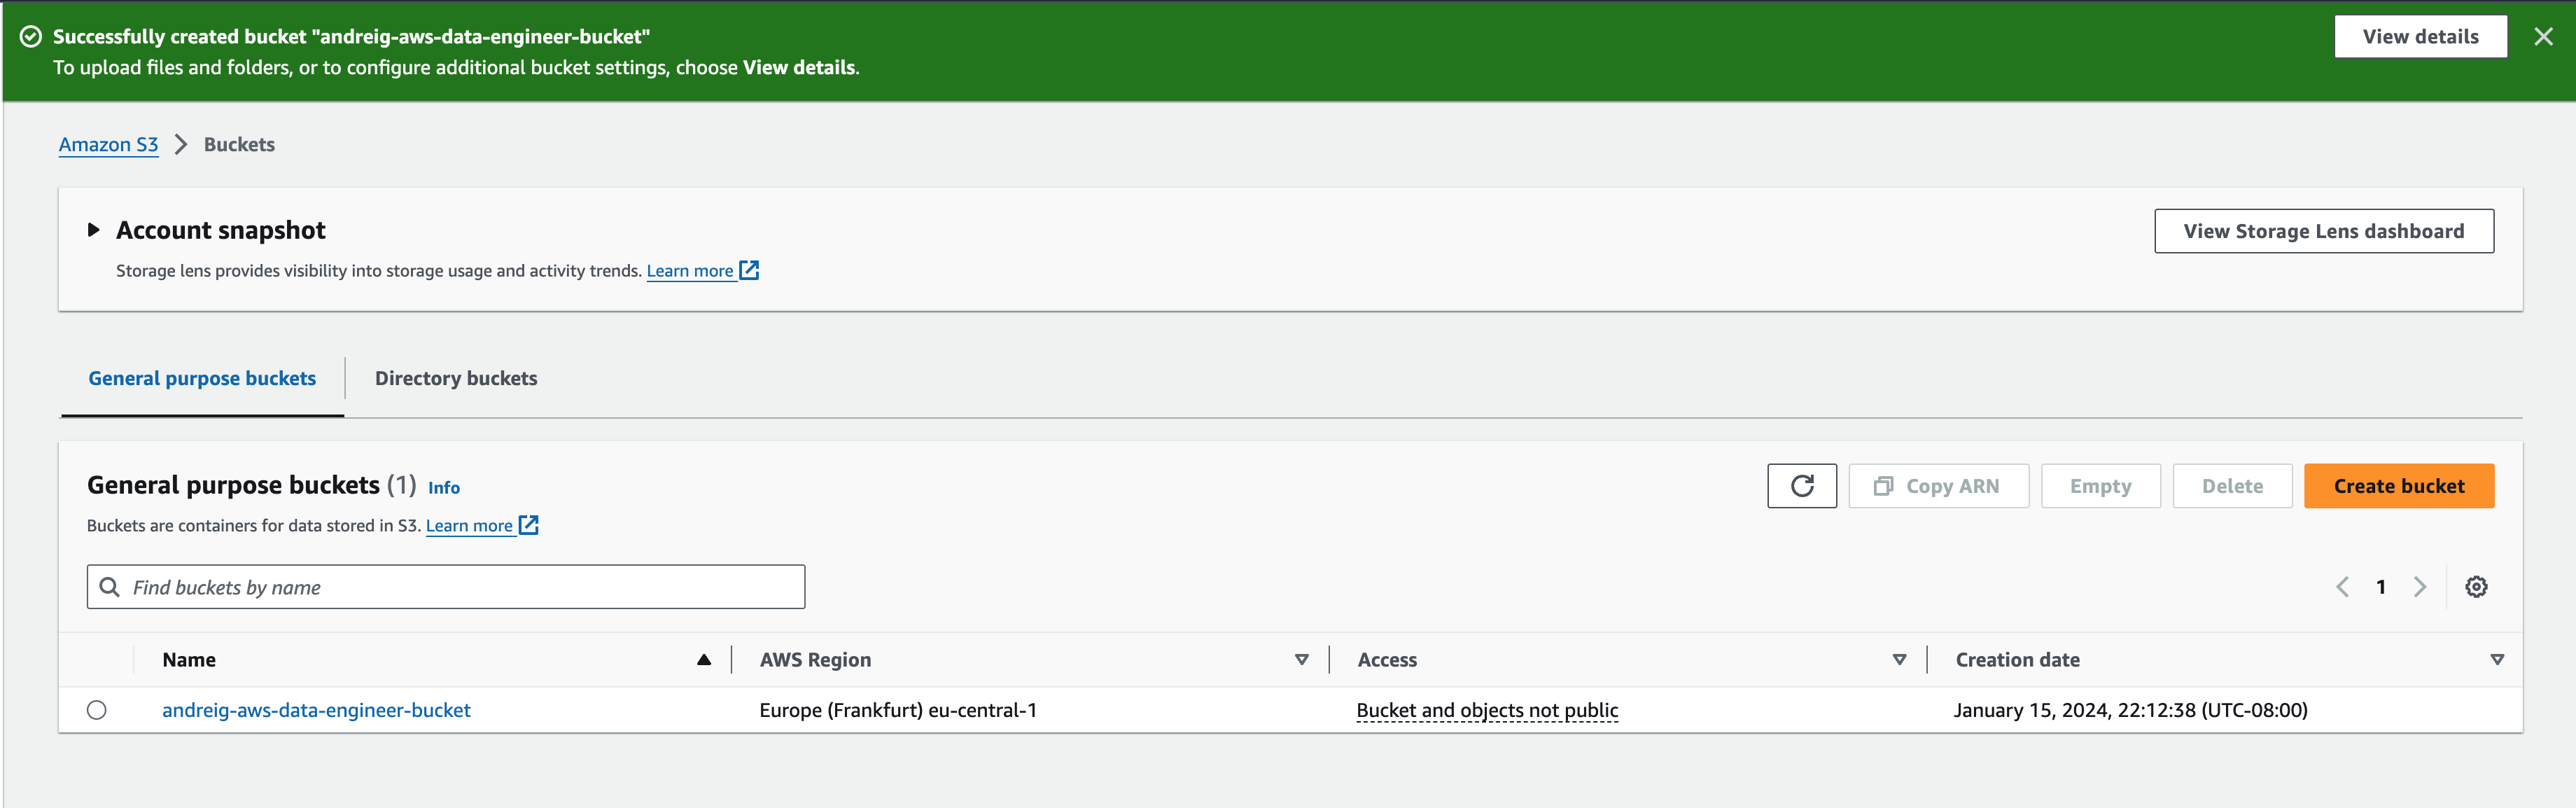 Successfully created bucket "andreig-aws-data-engineer-bucket"
View details
To upload files and folders, or to configure additional bucket settings, choose View details.
Amazon S3 Buckets
Account snapshot
View Storage Lens dashboard
Storage lens provides visibility into storage usage and activity trends. Learn more
General purpose buckets Directory buckets
General purpose buckets (1) Info
Copy ARN Empty Delete Create bucket
Buckets are containers for data stored in S3. Learn more
Find buckets by name
1
Name AWS Region Access Creation date
andreig-aws-data-engineer-bucket Europe (Frankfurt) eu-central-1 Bucket and objects not public January 15, 2024, 22:12:38 (UTC-08:00)